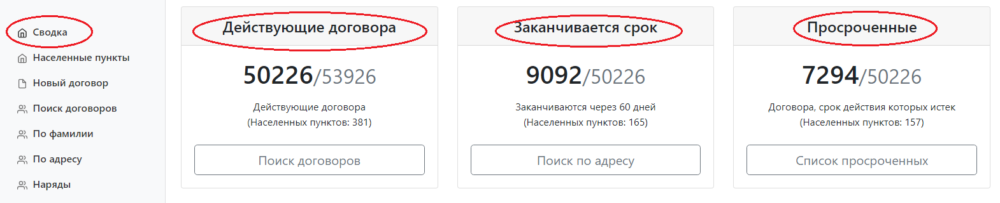 Сводка
Населенные пункты
Новый договор
Поиск договоров
По фамилии
По адресу
Наряды
Действующие договора
50226/53926
Действующие договора
(Населенных пунктов: 381)
Поиск договоров
Заканчивается срок
9092/50226
Заканчиваются через 60 дней
(Населенных пунктов: 165)
Поиск по адресу
Просроченные
7294/50226
Договора, срок действия которых истек
(Населенных пунктов: 157)
Список просроченных